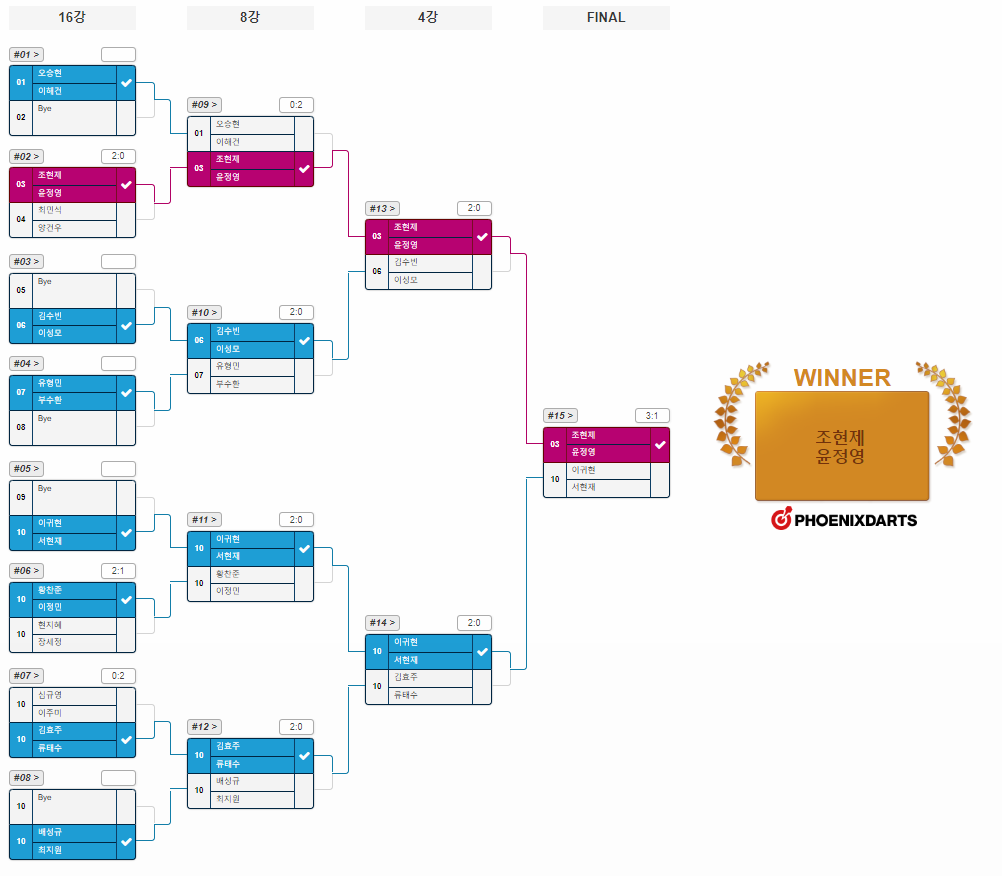 16강
8강
4강
FINAL
#01 >
01
오승현
이해건
02
Bye
#02 >
2:0
03
조현제
윤정영
04
최민석
양건우
#03 >
05
Bye
06
김수빈
이성모
#04 >
07
유형민
부수환
08
Bye
#05 >
09
Bye
10
이귀현
서현재
#06 >
2:1
10
황찬준
이정민
10
현지혜
장세정
#07 >
0:2
10
심규영
이주미
10
김효주
류태수
#08 >
10
Bye
10
배성규
최지원
#09 >
0:2
01
오승현
이해건
03
조현제
윤정영
#10 >
2:0
06
김수빈
이성모
07
유형민
부수환
#11 >
2:0
10
이귀현
서현재
10
황찬준
이정민
#12 >
2:0
10
김효주
류태수
10
배성규
최지원
#13 >
2:0
03
조현제
윤정영
06
김수빈
이성모
#14 >
2:0
10
이귀현
서현재
10
김효주
류태수
#15 >
3:1
03
조현제
윤정영
10
이귀현
서현재
WINNER
조현제
윤정영
PHOENIXDARTS